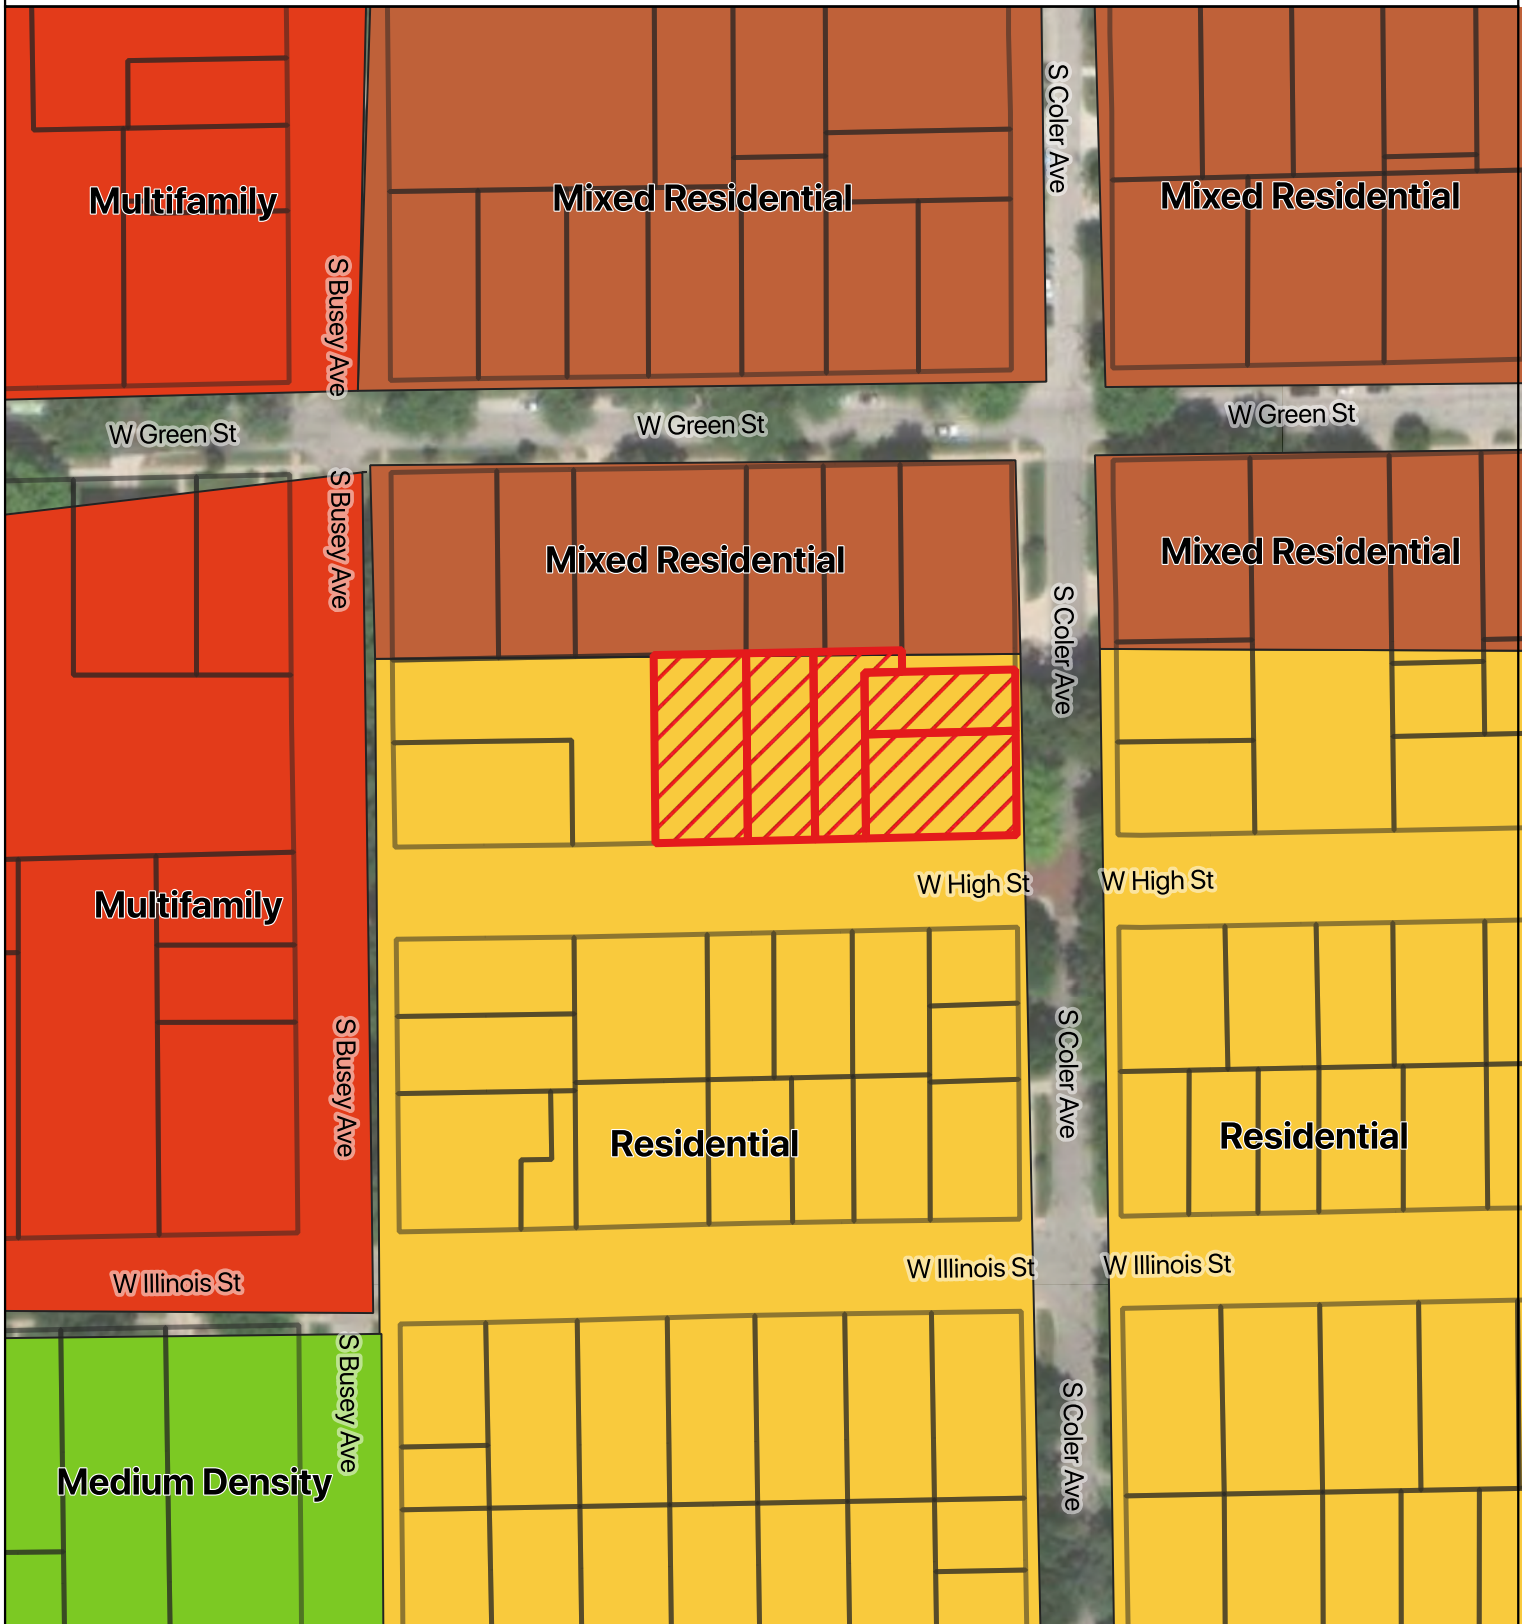 S Coler Ave
Multifamily
Mixed Residential
Mixed Residential
S Busey Ave
W Green St
W Green St
W Green St
S Busey Ave
Mixed Residential
Mixed Residential
S Coler Ave
Multifamily
W High St
W High St
S Busey Ave
S Coler Ave
Residential
Residential
W Illinois St
W Illinois St
W Illinois St
S Busey Ave
S Coler Ave
Medium Density